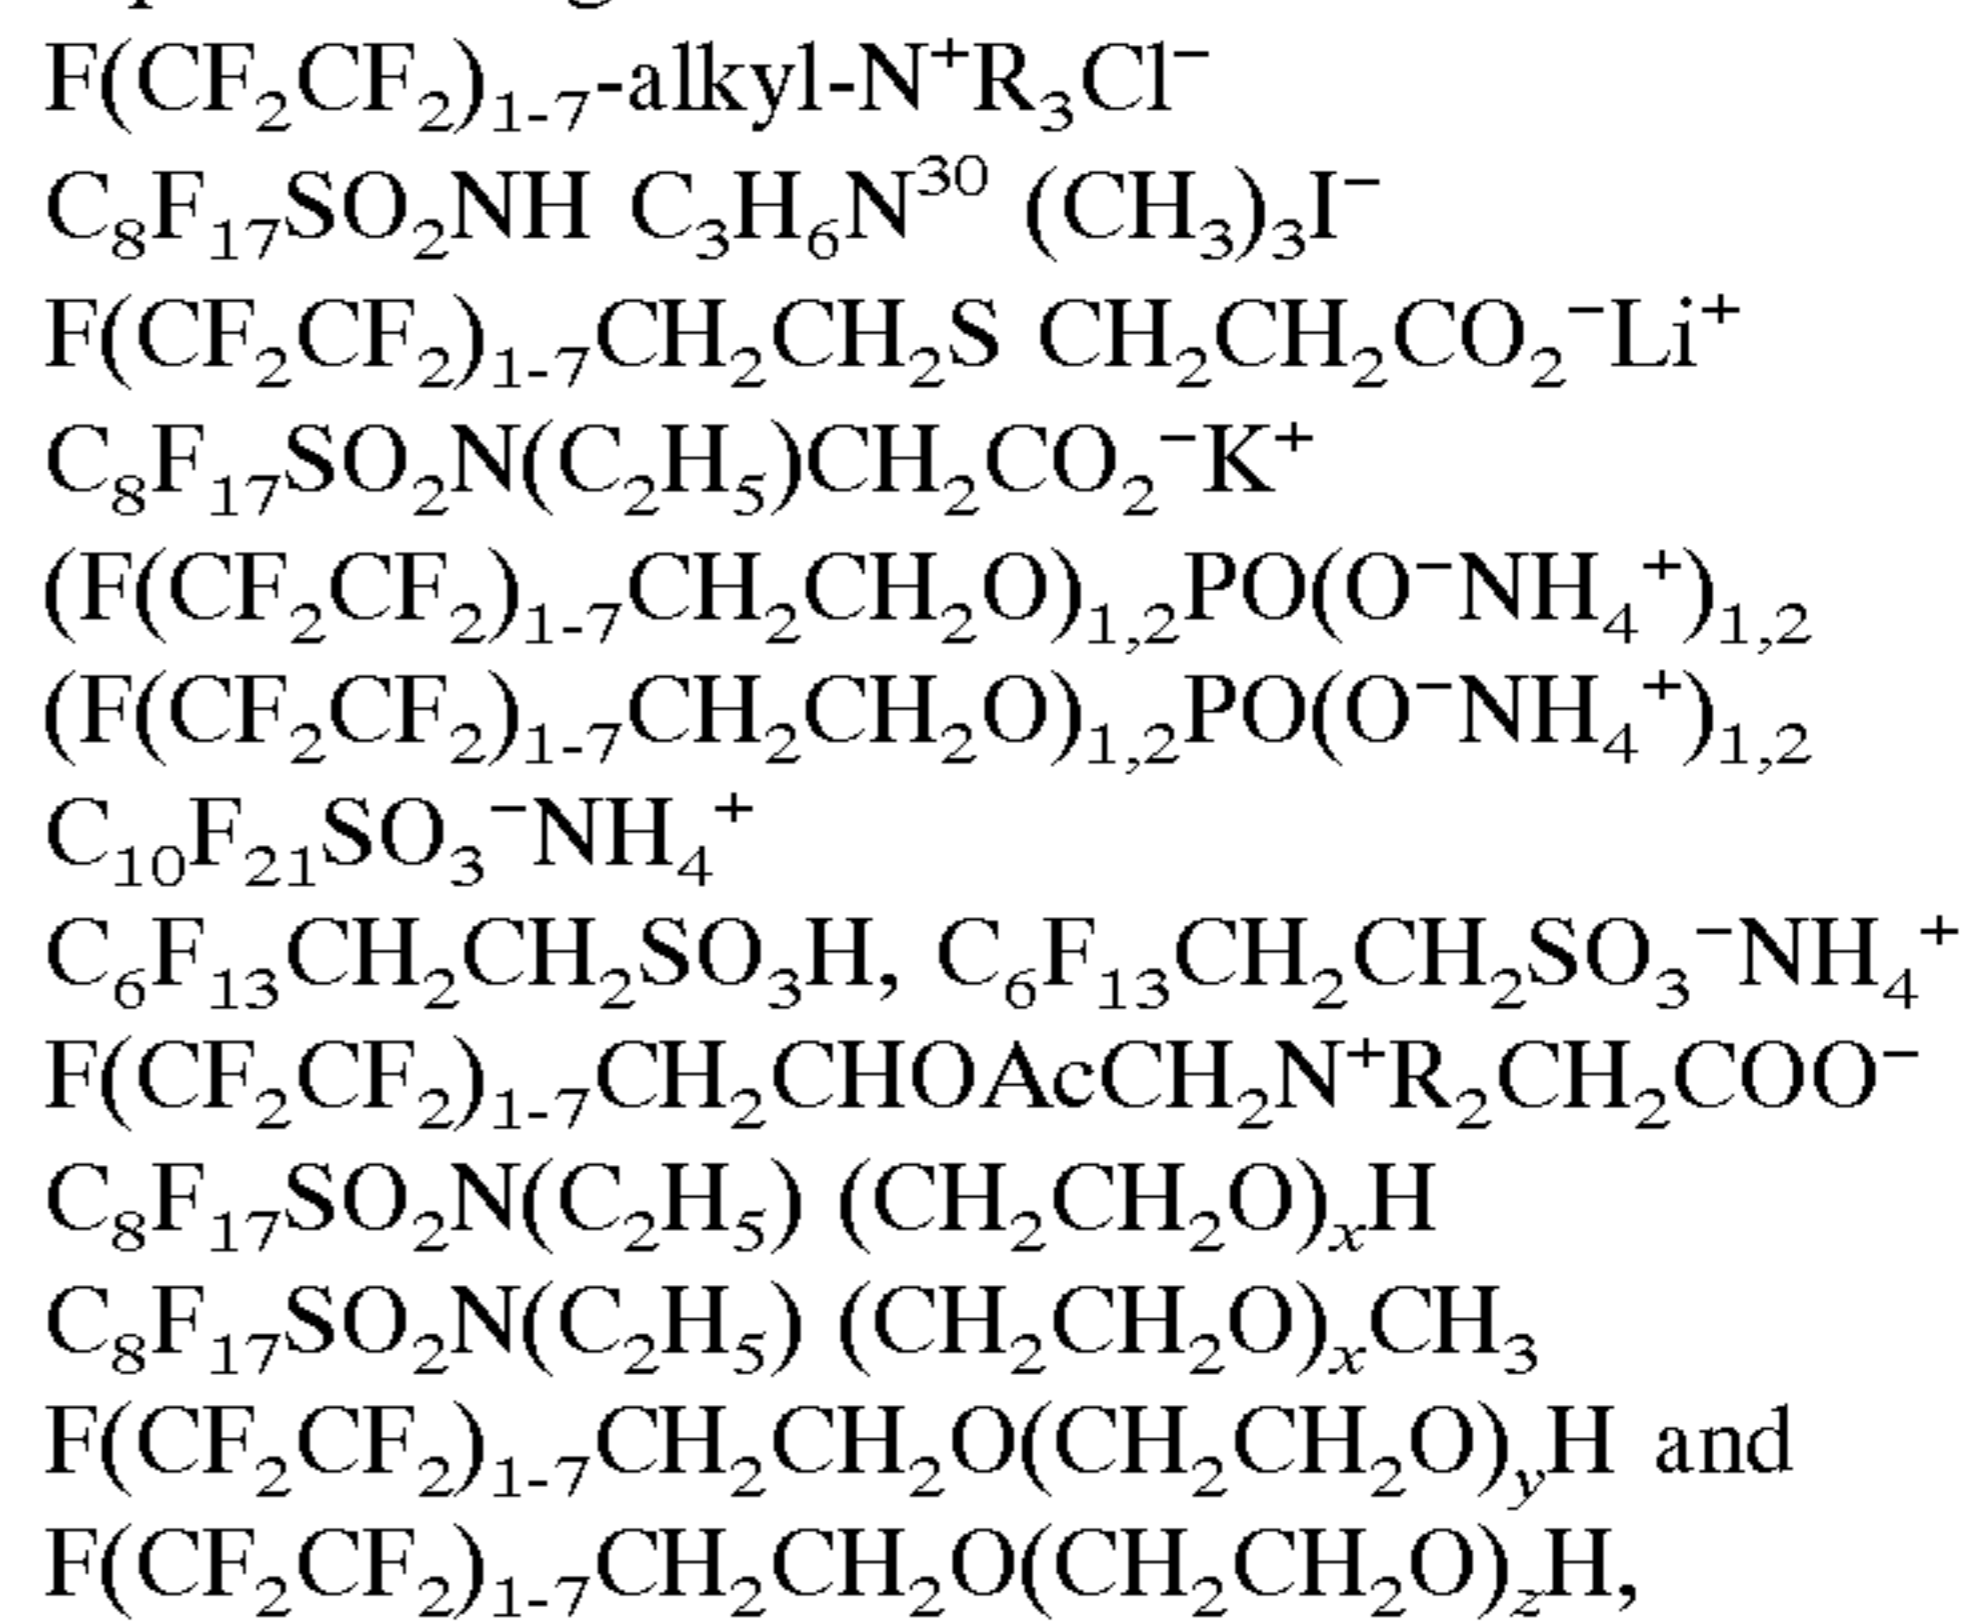 F(CF₂CF₂)₁₋₇-alkyl-N⁺R₃Cl⁻
C₈F₁₇SO₂NH C₃H₆N³⁰ (CH₃)₃I⁻
F(CF₂CF₂)₁₋₇CH₂CH₂S CH₂CH₂CO₂⁻Li⁺
C₈F₁₇SO₂N(C₂H₅)CH₂CO₂⁻K⁺
(F(CF₂CF₂)₁₋₇CH₂CH₂O)₁,₂PO(O⁻NH₄⁺)₁,₂
(F(CF₂CF₂)₁₋₇CH₂CH₂O)₁,₂PO(O⁻NH₄⁺)₁,₂
C₁₀F₂₁SO₃⁻NH₄⁺
C₆F₁₃CH₂CH₂SO₃H, C₆F₁₃CH₂CH₂SO₃⁻NH₄⁺
F(CF₂CF₂)₁₋₇CH₂CHOAcCH₂N⁺R₂CH₂COO⁻
C₈F₁₇SO₂N(C₂H₅) (CH₂CH₂O)ₓH
C₈F₁₇SO₂N(C₂H₅) (CH₂CH₂O)ₓCH₃
F(CF₂CF₂)₁₋₇CH₂CH₂O(CH₂CH₂O)yH and
F(CF₂CF₂)₁₋₇CH₂CH₂O(CH₂CH₂O)zH,